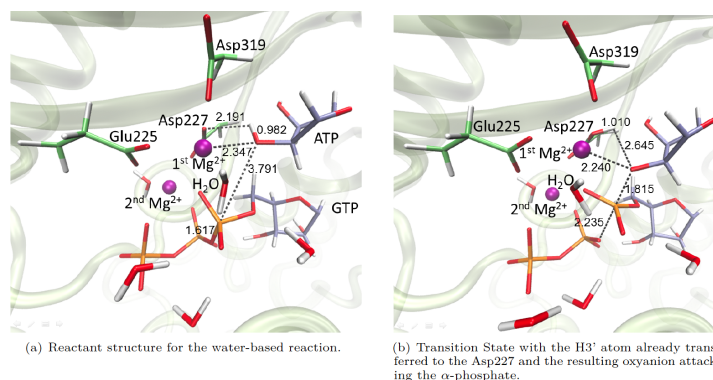 Asp319
Asp227
2.191
0.982
Glu225
ATP
1st Mg2+
2.347
3.791
H2O
2nd Mg2+
GTP
1.617
(a) Reactant structure for the water-based reaction.
Asp319
Glu225
Asp227
1.010
ATP
1st Mg2+
2.645
2.240
H2O
1.815
2nd Mg2+
2.235
GTP
(b) Transition State with the H3' atom already trans
ferred to the Asp227 and the resulting oxyanion attack
ing the α-phosphate.